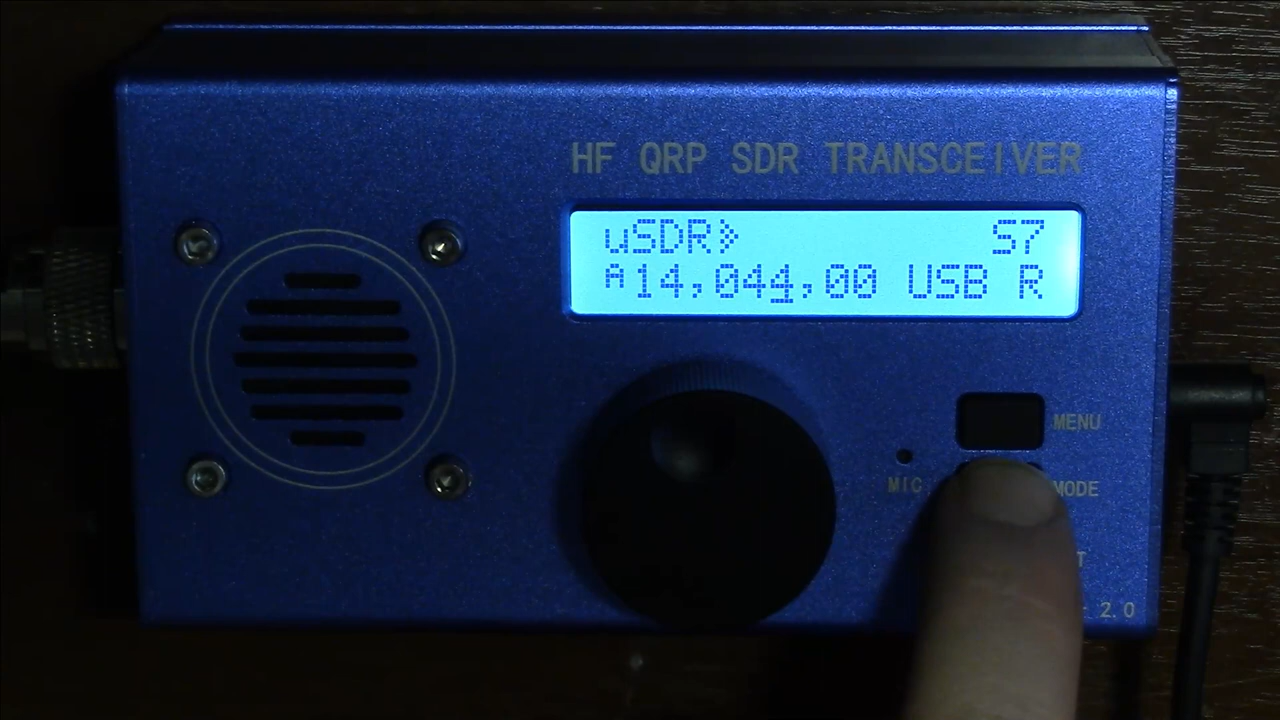 HF QRP SDR TRANSCEIVER
uSDR» S7
A14,044,00 USB R
MENU
MIC MODE
T
2.0